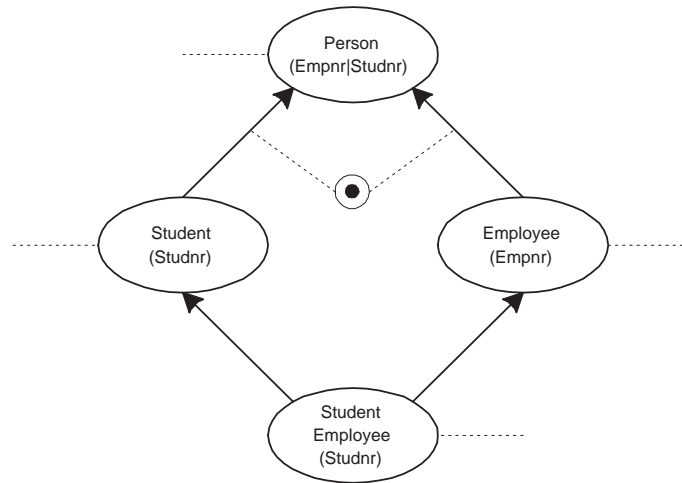 Person
(Empnr|Studnr)
Student
(Studnr)
Employee
(Empnr)
Student
Employee
(Studnr)